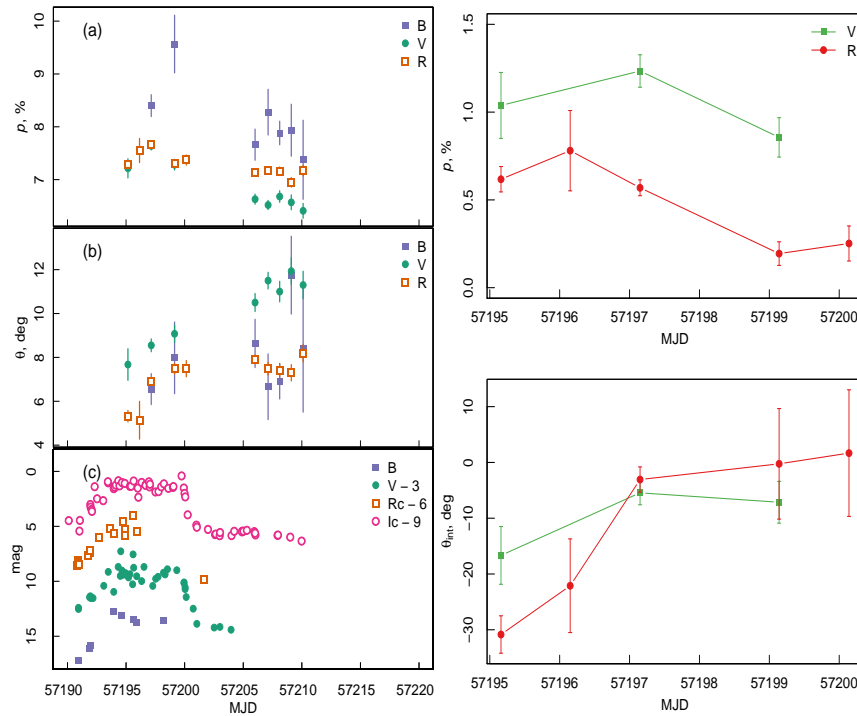 (a)
B
V
R
10
9
8
7
p, %
(b)
B
V
R
12
10
8
6
4
θ, deg
(c)
B
V − 3
Rc − 6
Ic − 9
0
5
10
15
mag
57190 57195 57200 57205 57210 57215 57220
MJD
V
R
1.5
1.0
0.5
0.0
p, %
57195 57196 57197 57198 57199 57200
MJD
10
0
−10
−20
−30
θint, deg
57195 57196 57197 57198 57199 57200
MJD